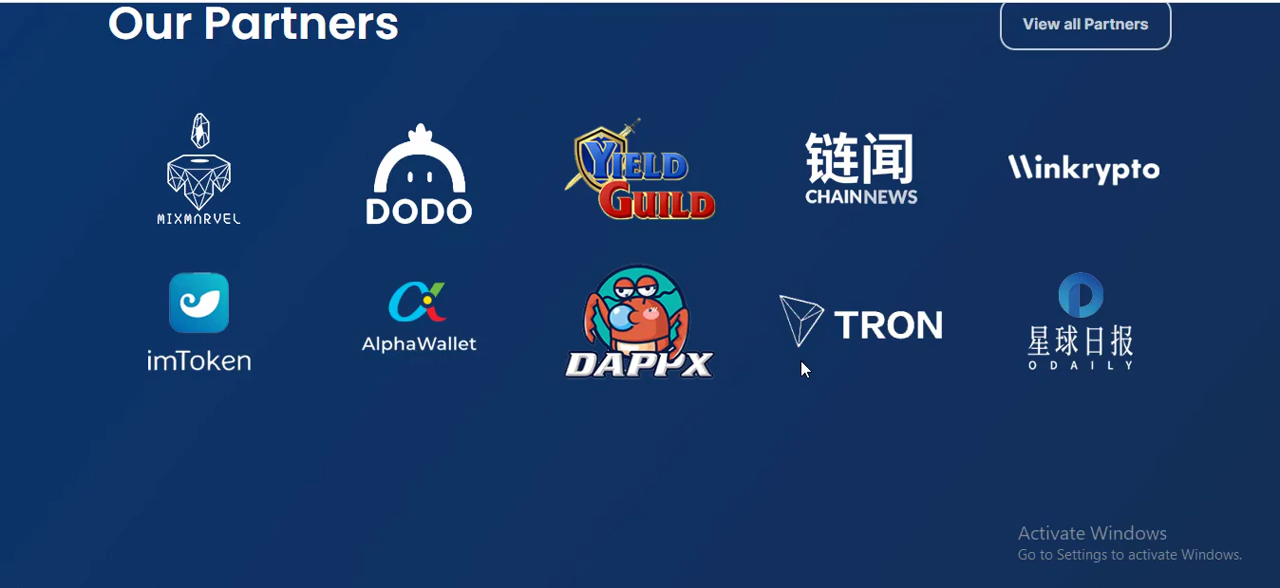 Our Partners
View all Partners
MIXMARVEL
DODO
YIELD
GUILD
链闻
CHAINNEWS
\\inkrypto
imToken
AlphaWallet
DAPPX
TRON
星球日报
ODAILY
Activate Windows
Go to Settings to activate Windows.